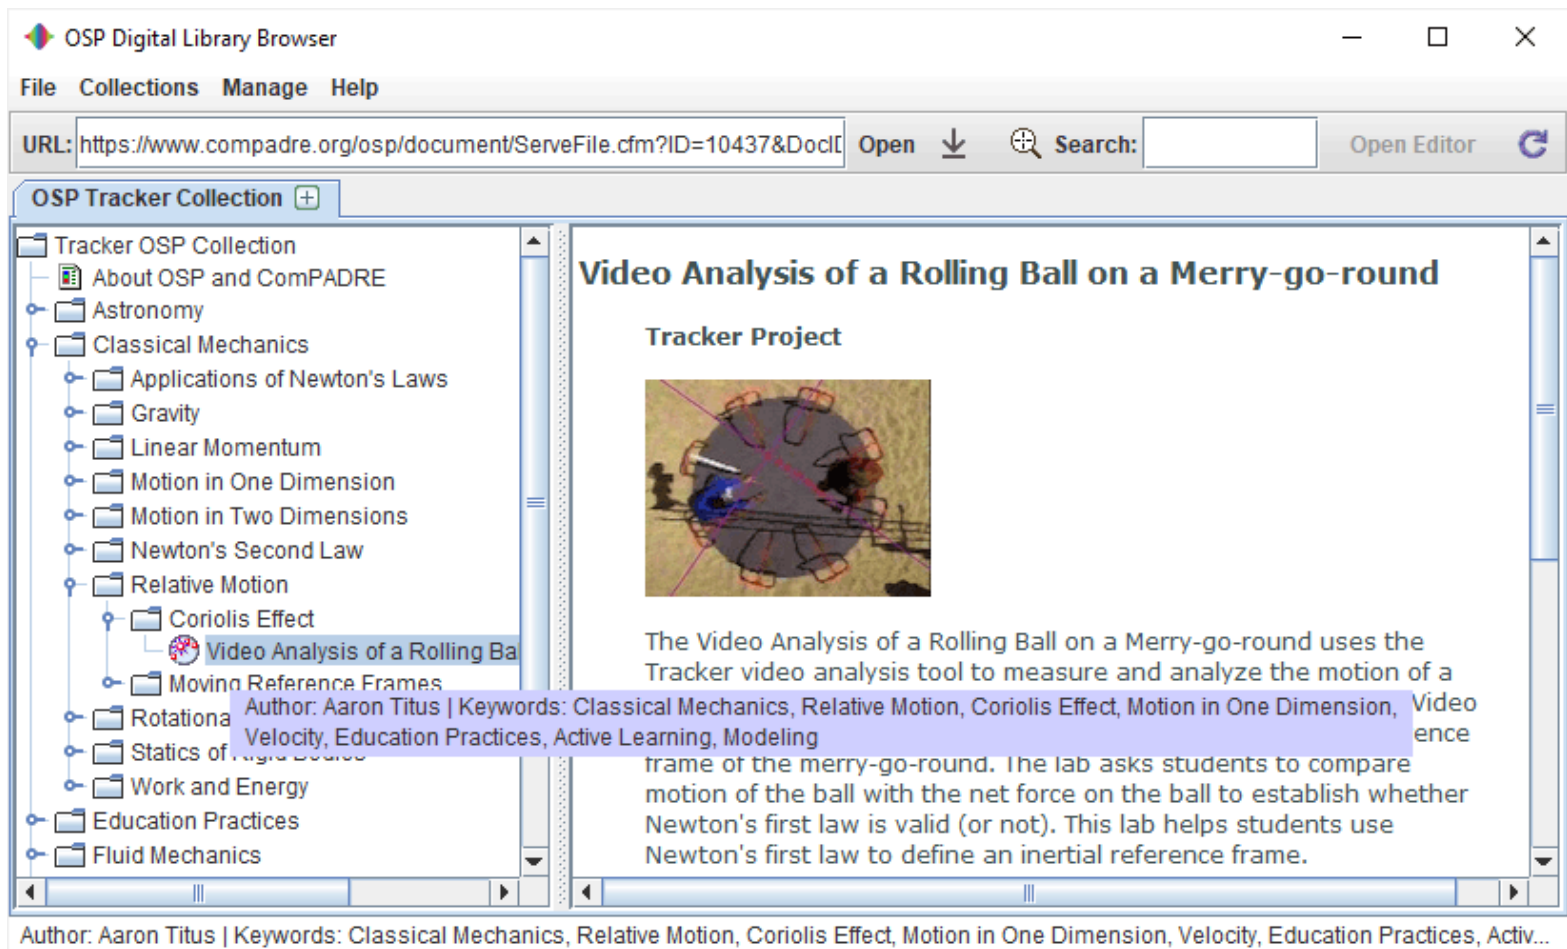 OSP Digital Library Browser
File Collections Manage Help
URL: https://www.compadre.org/osp/document/ServeFile.cfm?ID=10437&DocI Open Search: Open Editor
OSP Tracker Collection
Tracker OSP Collection
About OSP and ComPADRE
Astronomy
Classical Mechanics
Applications of Newton's Laws
Gravity
Linear Momentum
Motion in One Dimension
Motion in Two Dimensions
Newton's Second Law
Relative Motion
Coriolis Effect
Video Analysis of a Rolling Ba
Moving Reference Frames
Rotationa
Statics of Rigid Bodies
Work and Energy
Education Practices
Fluid Mechanics
Video Analysis of a Rolling Ball on a Merry-go-round
Tracker Project
The Video Analysis of a Rolling Ball on a Merry-go-round uses the
Tracker video analysis tool to measure and analyze the motion of a
Video
ence
frame of the merry-go-round. The lab asks students to compare
motion of the ball with the net force on the ball to establish whether
Newton's first law is valid (or not). This lab helps students use
Newton's first law to define an inertial reference frame.
Author: Aaron Titus | Keywords: Classical Mechanics, Relative Motion, Coriolis Effect, Motion in One Dimension,
Velocity, Education Practices, Active Learning, Modeling
Author: Aaron Titus | Keywords: Classical Mechanics, Relative Motion, Coriolis Effect, Motion in One Dimension, Velocity, Education Practices, Activ...